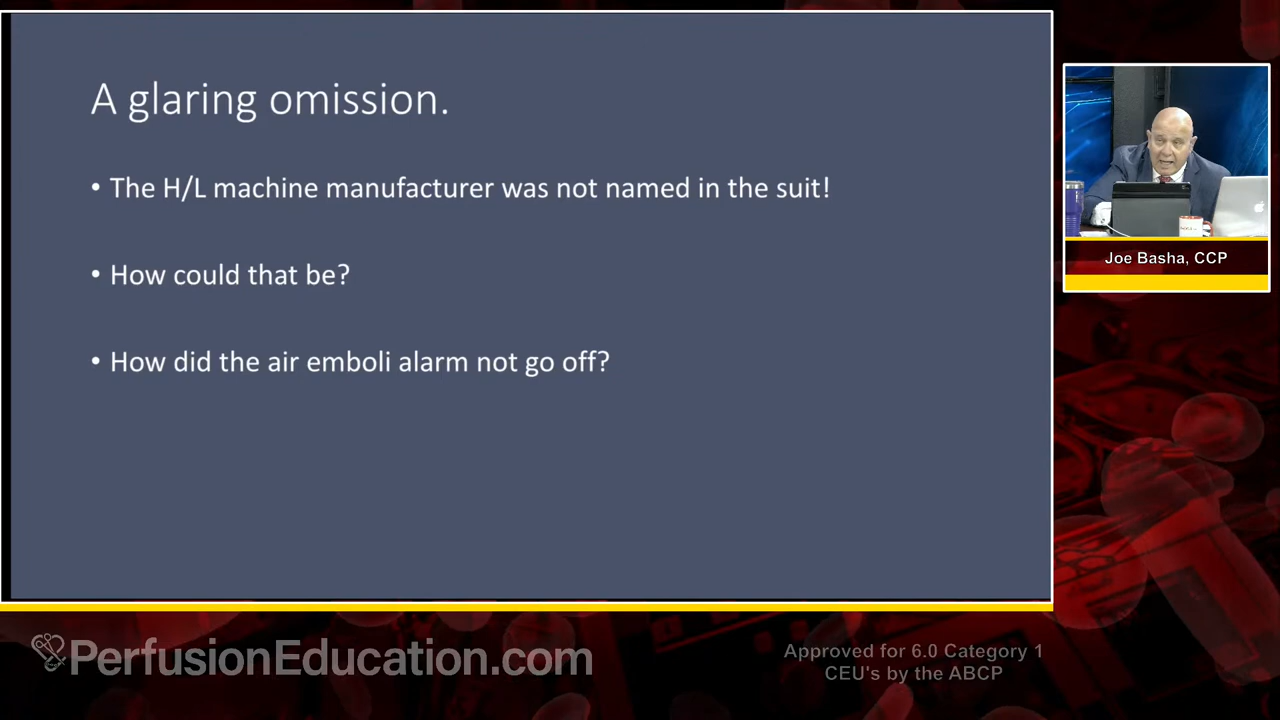 A glaring omission.
• The H/L machine manufacturer was not named in the suit!
• How could that be?
• How did the air emboli alarm not go off?
Joe Basha, CCP
PerfusionEducation.com
Approved for 6.0 Category 1
CEU's by the ABCP